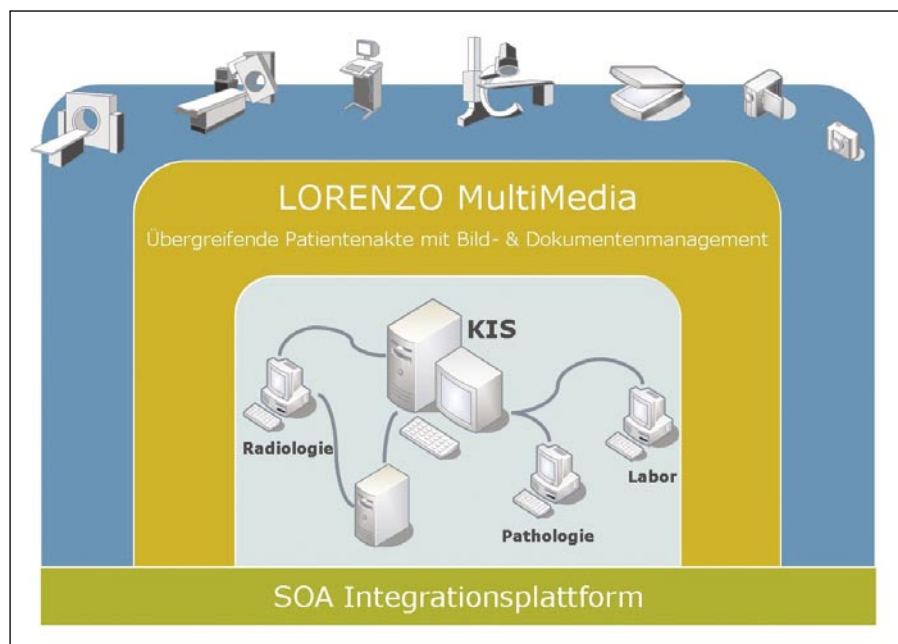 LORENZO MultiMedia
Übergreifende Patientenakte mit Bild- & Dokumentenmanagement
KIS
Radiologie
Labor
Pathologie
SOA Integrationsplattform